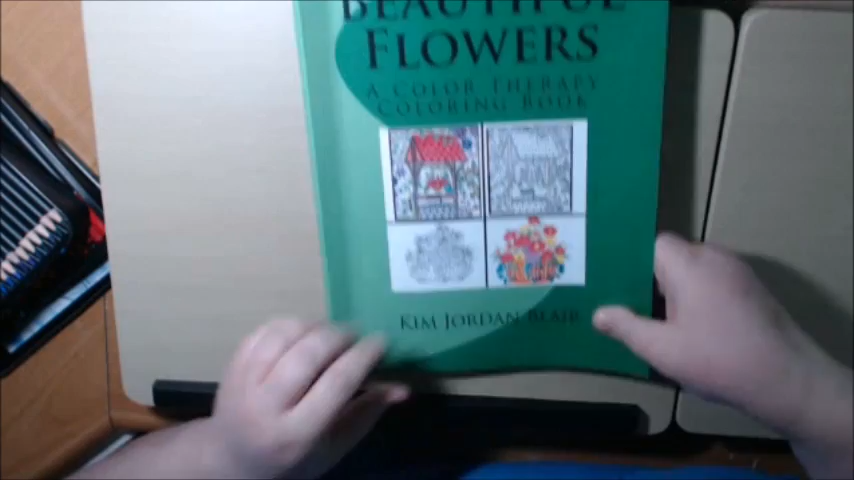 BEAUTIFUL
FLOWERS
A COLOR THERAPY
COLORING BOOK
KIM JORDAN BLAIR